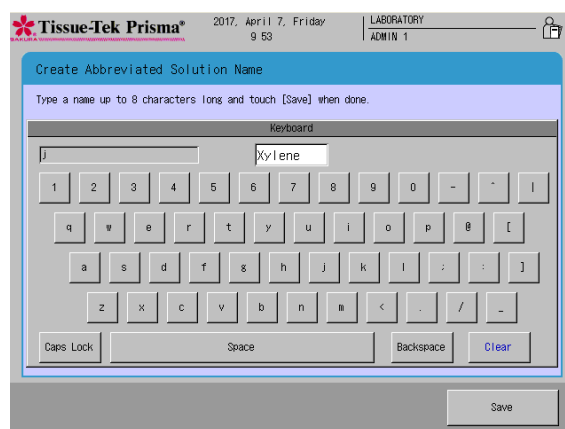 Tissue-Tek Prisma®
SAKURA
2017, April 7, Friday
9 53
LABORATORY
ADMIN 1
Create Abbreviated Solution Name
Type a name up to 8 characters long and touch [Save] when done.
Keyboard
j
Xylene
1 2 3 4 5 6 7 8 9 0 - ^ |
q w e r t y u i o p @ [
a s d f g h j k l ; : ]
z x c v b n m < . / _
Caps Lock Space Backspace Clear
Save